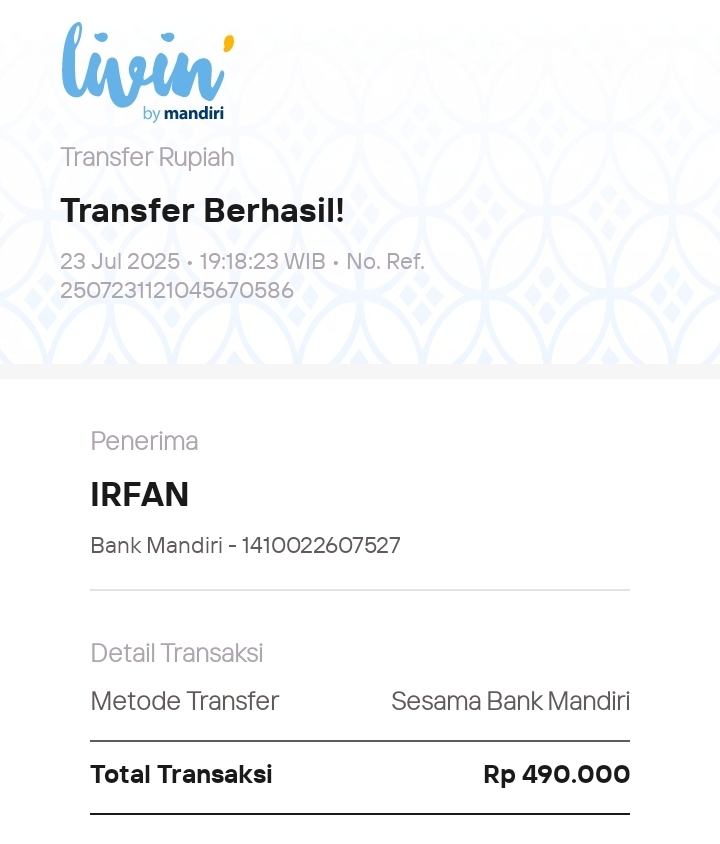 livin'
by mandiri
Transfer Rupiah
Transfer Berhasil!
23 Jul 2025 • 19:18:23 WIB • No. Ref.
2507231121045670586
Penerima
IRFAN
Bank Mandiri - 1410022607527
Detail Transaksi
Metode Transfer Sesama Bank Mandiri
Total Transaksi Rp 490.000